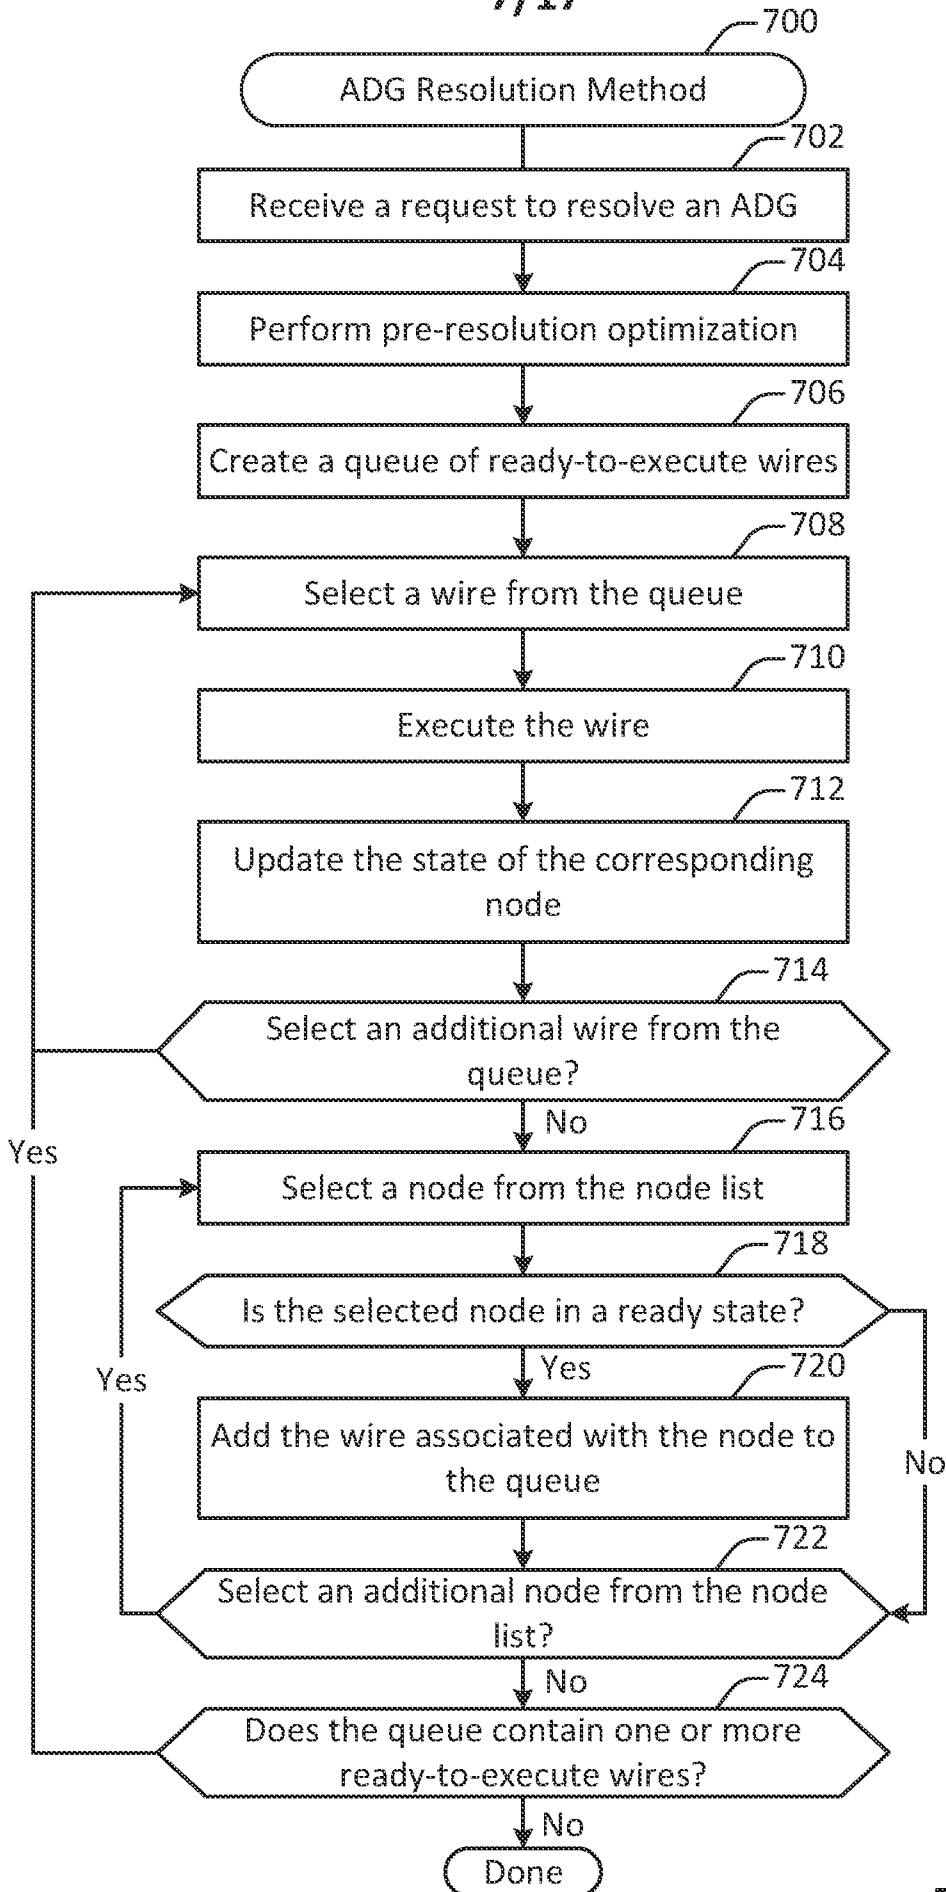 7/17
700
ADG Resolution Method
702
Receive a request to resolve an ADG
704
Perform pre-resolution optimization
706
Create a queue of ready-to-execute wires
708
Select a wire from the queue
710
Execute the wire
712
Update the state of the corresponding
node
714
Select an additional wire from the
queue?
No
716
Yes
Select a node from the node list
718
Is the selected node in a ready state?
Yes
720
Yes
Add the wire associated with the node to
the queue
No
722
Select an additional node from the node
list?
No
724
Does the queue contain one or more
ready-to-execute wires?
No
Done